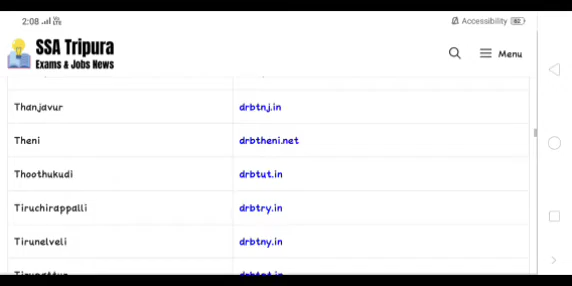 2:08
Accessibility
SSA Tripura
Exams & Jobs News
Menu
Thanjavur drbtnj.in
Theni drbtheni.net
Thoothukudi drbtut.in
Tiruchirappalli drbtry.in
Tirunelveli drbtny.in